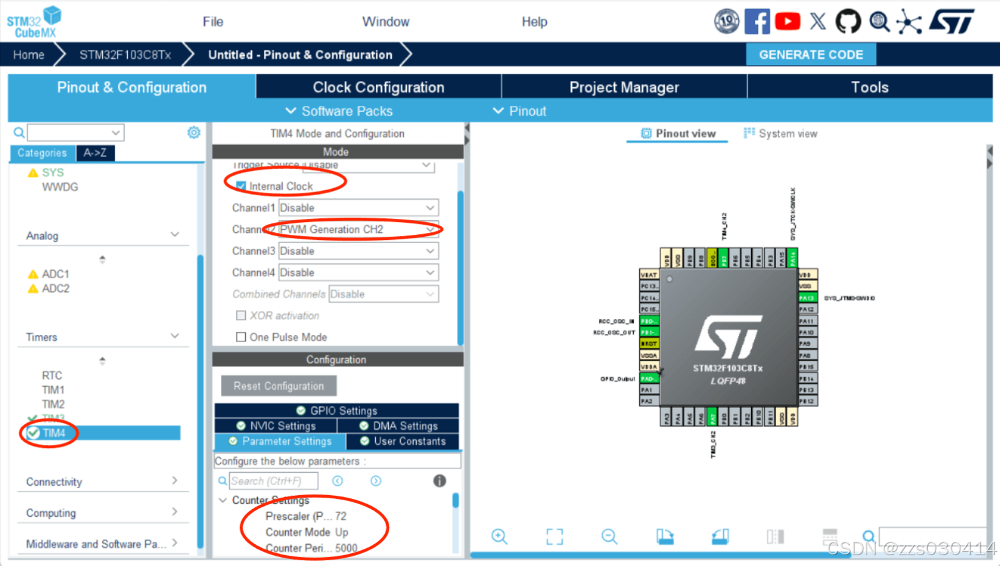 STM32
CubeMX
File
Window
Help
10
Home
STM32F103C8Tx
Untitled - Pinout & Configuration
GENERATE CODE
Pinout & Configuration
Clock Configuration
Project Manager
Tools
Software Packs
Pinout
Categories
A->Z
SYS
WWDG
Analog
ADC1
ADC2
Timers
RTC
TIM1
TIM2
TIM3
TIM4
Connectivity
Computing
Middleware and Software Pa...
TIM4 Mode and Configuration
Mode
Trigger Source Disable
Internal Clock
Channel1 Disable
Channel2 PWM Generation CH2
Channel3 Disable
Channel4 Disable
Combined Channels Disable
XOR activation
One Pulse Mode
Configuration
Reset Configuration
GPIO Settings
NVIC Settings
DMA Settings
Parameter Settings
User Constants
Configure the below parameters :
Search (Ctrl+F)
Counter Settings
Prescaler (P... 72
Counter Mode Up
Counter Peri... 5000
Pinout view
System view
TIM4_CH2
SYS_JTCK-SWCLK
VDD
VSS
PB9
PB8
BOO..
PB7
PB6
PB5
PB4
PB3
PA15
PA14
VBAT
PC13..
PC14..
PC15..
RCC_OSC_IN
PD0-..
RCC_OSC_OUT
PD1-..
NRST
VSSA
VDDA
GPIO_Output
PA0-..
PA1
PA2
VDD
VSS
PA13
SYS_JTMS-SWDIO
PA12
PA11
PA10
PA9
PA8
PB15
PB14
PB13
PB12
ST
STM32F103C8Tx
LQFP48
PA3
PA4
PA5
PA6
PA7
PB0
PB1
PB2
PB10
PB11
VSS
VDD
TIM3_CH2
CSDN @zzs030414